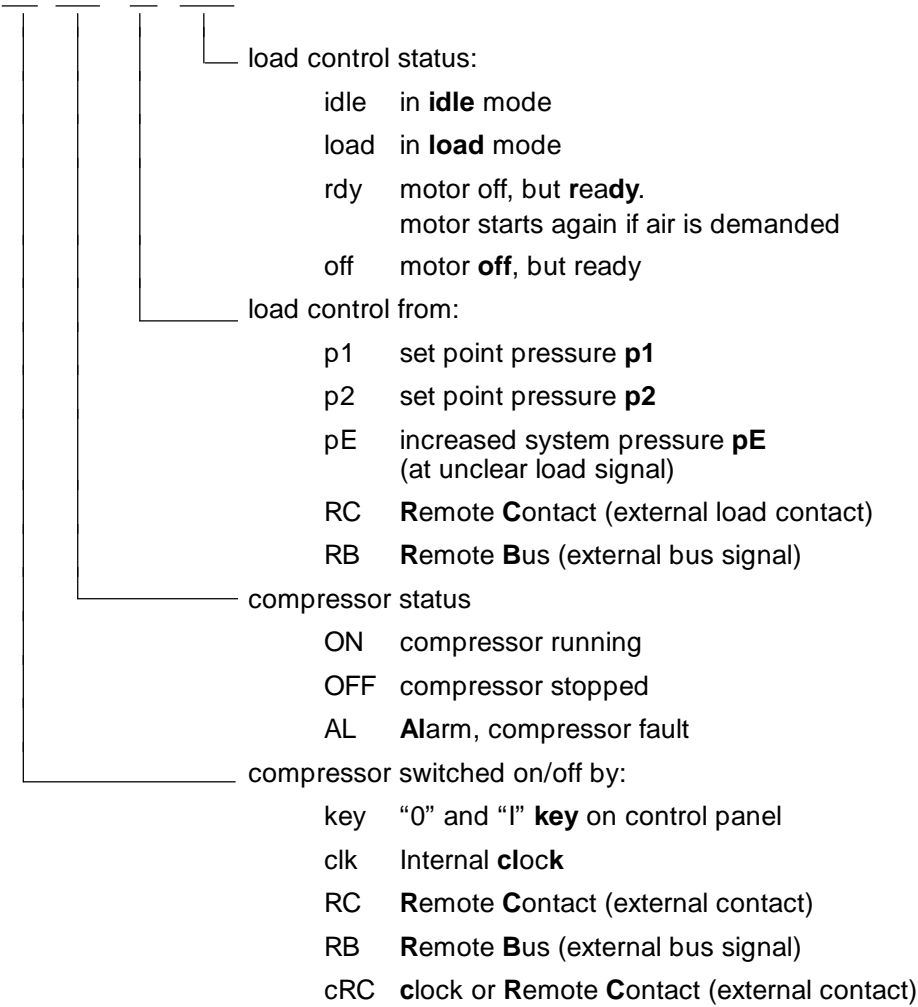 load control status:
idle in idle mode
load in load mode
rdy motor off, but ready.
motor starts again if air is demanded
off motor off, but ready
load control from:
p1 set point pressure p1
p2 set point pressure p2
pE increased system pressure pE
(at unclear load signal)
RC Remote Contact (external load contact)
RB Remote Bus (external bus signal)
compressor status
ON compressor running
OFF compressor stopped
AL Alarm, compressor fault
compressor switched on/off by:
key “0” and “I” key on control panel
clk Internal clock
RC Remote Contact (external contact)
RB Remote Bus (external bus signal)
cRC clock or Remote Contact (external contact)